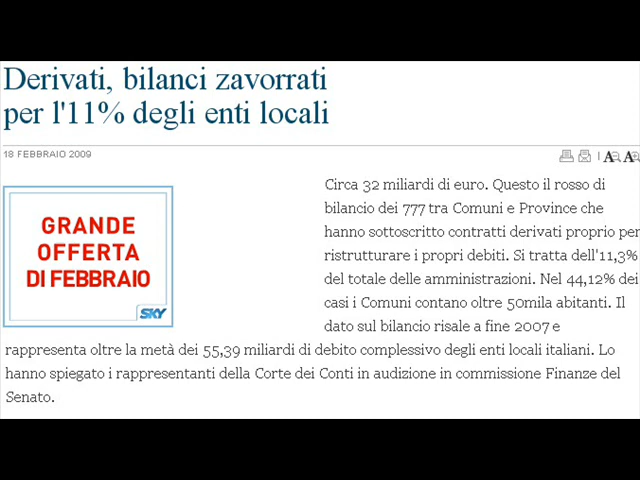 Derivati, bilanci zavorrati
per l'11% degli enti locali
18 FEBBRAIO 2009
A A
GRANDE
OFFERTA
DI FEBBRAIO
SKY
Circa 32 miliardi di euro. Questo il rosso di
bilancio dei 777 tra Comuni e Province che
hanno sottoscritto contratti derivati proprio per
ristrutturare i propri debiti. Si tratta dell'11,3%
del totale delle amministrazioni. Nel 44,12% dei
casi i Comuni contano oltre 50mila abitanti. Il
dato sul bilancio risale a fine 2007 e
rappresenta oltre la metà dei 55,39 miliardi di debito complessivo degli enti locali italiani. Lo
hanno spiegato i rappresentanti della Corte dei Conti in audizione in commissione Finanze del
Senato.